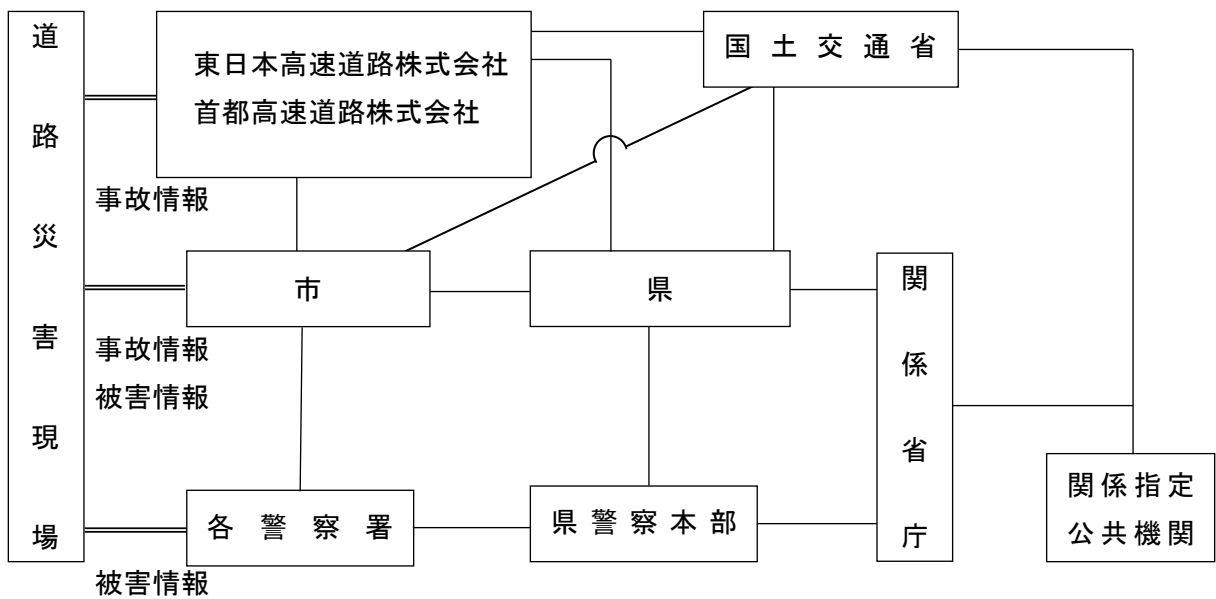 道路災害現場
東日本高速道路株式会社
首都高速道路株式会社
国土交通省
事故情報
市
県
関係省庁
事故情報
被害情報
関係指定
公共機関
各警察署
県警察本部
被害情報